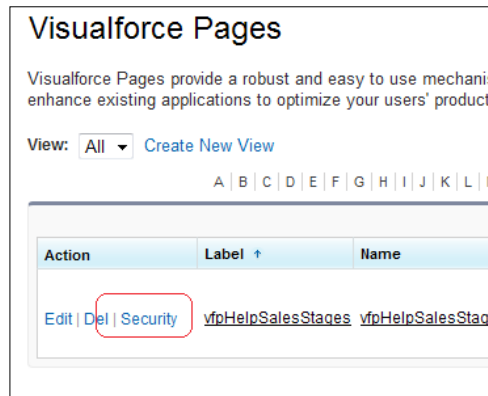 Visualforce Pages
Visualforce Pages provide a robust and easy to use mechanis
enhance existing applications to optimize your users' product
View: All Create New View
A | B | C | D | E | F | G | H | I | J | K | L |
Action Label ↑ Name
Edit | Del | Security vfpHelpSalesStages vfpHelpSalesStag